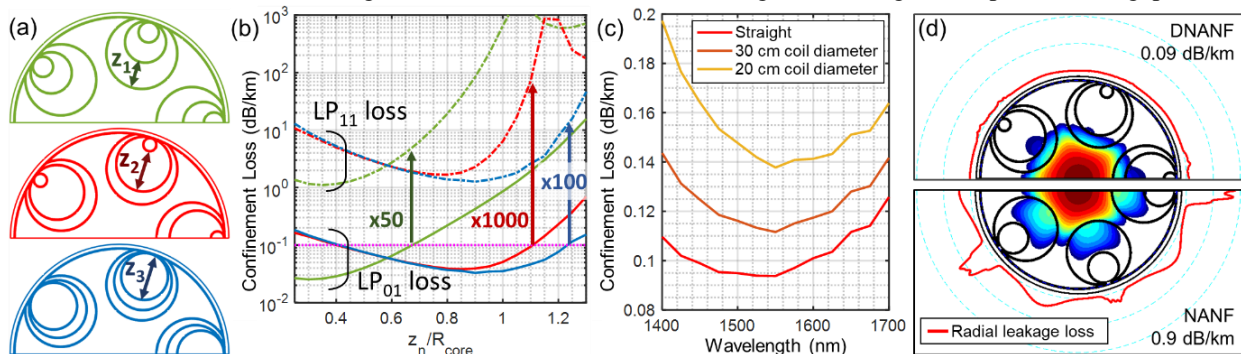 (a)
z1
z2
z3
(b)
Confinement Loss (dB/km)
10^3
10^2
10^1
10^0
10^-1
10^-2
LP11 loss
x50
x1000
x100
LP01 loss
0.4
0.6
0.8
1
1.2
zn/Rcore
(c)
Confinement Loss (dB/km)
0.2
0.18
0.16
0.14
0.12
0.1
0.08
Straight
30 cm coil diameter
20 cm coil diameter
1400
1500
1600
1700
Wavelength (nm)
(d)
DNANF
0.09 dB/km
Radial leakage loss
NANF
0.9 dB/km